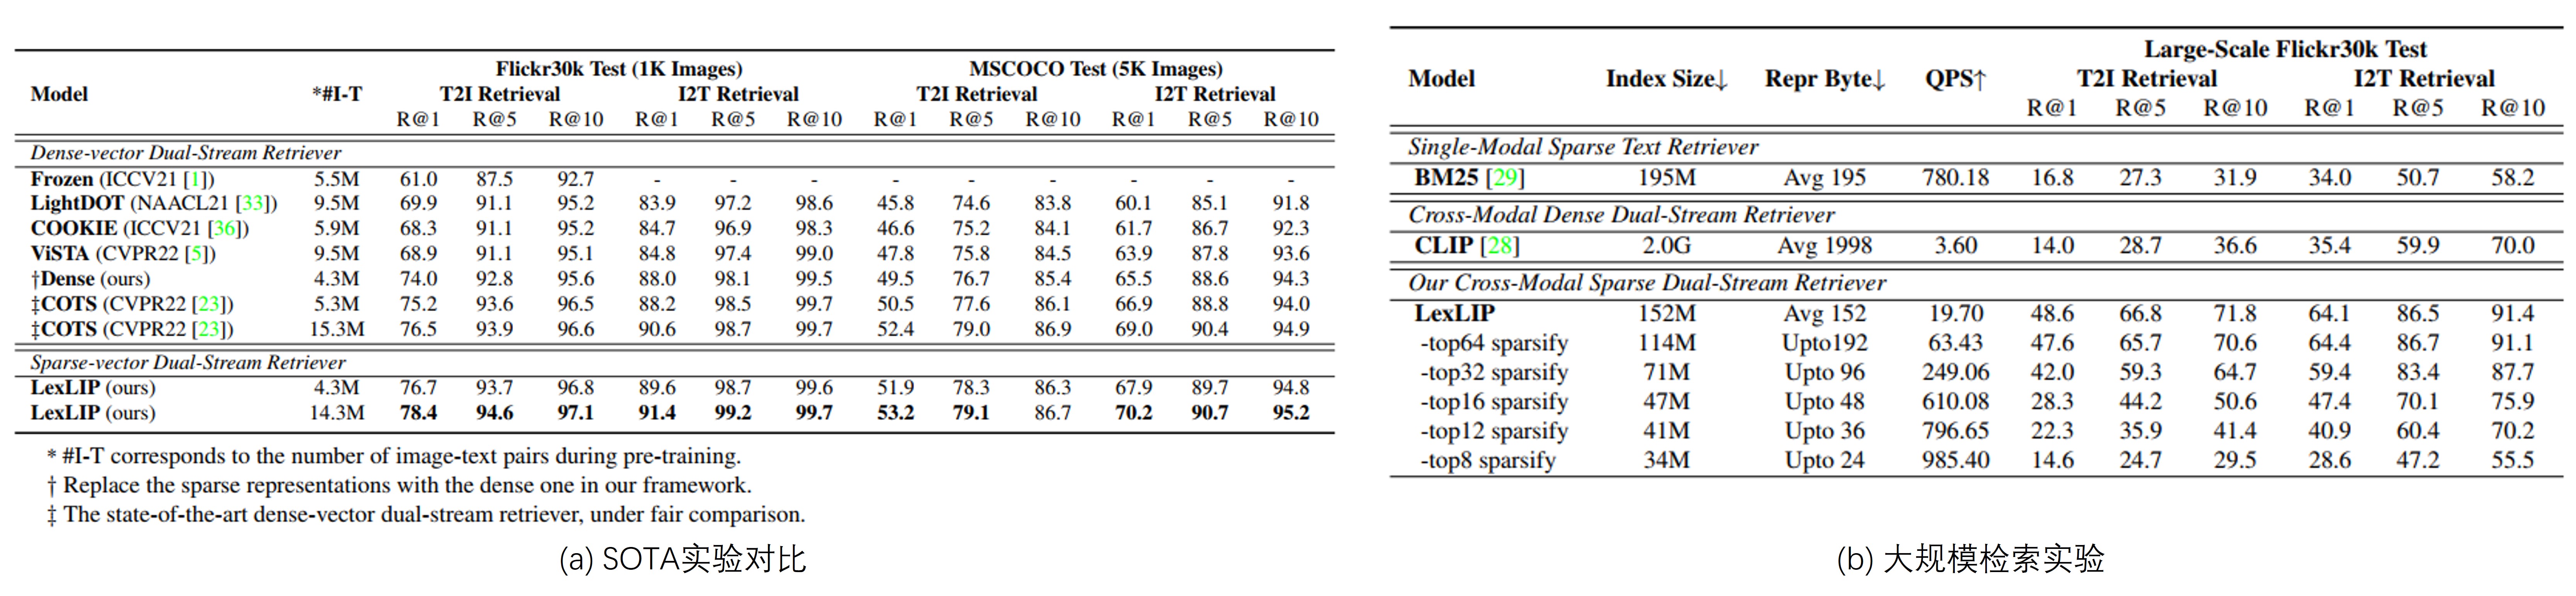 Flickr30k Test (1K Images) MSCOCO Test (5K Images)
Model *#I-T T2I Retrieval I2T Retrieval T2I Retrieval I2T Retrieval
R@1 R@5 R@10 R@1 R@5 R@10 R@1 R@5 R@10 R@1 R@5 R@10
Dense-vector Dual-Stream Retriever
Frozen (ICCV21 [1]) 5.5M 61.0 87.5 92.7 - - - - - - - - -
LightDOT (NAACL21 [33]) 9.5M 69.9 91.1 95.2 83.9 97.2 98.6 45.8 74.6 83.8 60.1 85.1 91.8
COOKIE (ICCV21 [36]) 5.9M 68.3 91.1 95.2 84.7 96.9 98.3 46.6 75.2 84.1 61.7 86.7 92.3
ViSTA (CVPR22 [5]) 9.5M 68.9 91.1 95.1 84.8 97.4 99.0 47.8 75.8 84.5 63.9 87.8 93.6
†Dense (ours) 4.3M 74.0 92.8 95.6 88.0 98.1 99.5 49.5 76.7 85.4 65.5 88.6 94.3
‡COTS (CVPR22 [23]) 5.3M 75.2 93.6 96.5 88.2 98.5 99.7 50.5 77.6 86.1 66.9 88.8 94.0
‡COTS (CVPR22 [23]) 15.3M 76.5 93.9 96.6 90.6 98.7 99.7 52.4 79.0 86.9 69.0 90.4 94.9
Sparse-vector Dual-Stream Retriever
LexLIP (ours) 4.3M 76.7 93.7 96.8 89.6 98.7 99.6 51.9 78.3 86.3 67.9 89.7 94.8
LexLIP (ours) 14.3M 78.4 94.6 97.1 91.4 99.2 99.7 53.2 79.1 86.7 70.2 90.7 95.2
* #I-T corresponds to the number of image-text pairs during pre-training.
† Replace the sparse representations with the dense one in our framework.
‡ The state-of-the-art dense-vector dual-stream retriever, under fair comparison.
(a) SOTA实验对比
Large-Scale Flickr30k Test
Model Index Size↓ Repr Byte↓ QPS↑ T2I Retrieval I2T Retrieval
R@1 R@5 R@10 R@1 R@5 R@10
Single-Modal Sparse Text Retriever
BM25 [29] 195M Avg 195 780.18 16.8 27.3 31.9 34.0 50.7 58.2
Cross-Modal Dense Dual-Stream Retriever
CLIP [28] 2.0G Avg 1998 3.60 14.0 28.7 36.6 35.4 59.9 70.0
Our Cross-Modal Sparse Dual-Stream Retriever
LexLIP 152M Avg 152 19.70 48.6 66.8 71.8 64.1 86.5 91.4
-top64 sparsify 114M Upto192 63.43 47.6 65.7 70.6 64.4 86.7 91.1
-top32 sparsify 71M Upto 96 249.06 42.0 59.3 64.7 59.4 83.4 87.7
-top16 sparsify 47M Upto 48 610.08 28.3 44.2 50.6 47.4 70.1 75.9
-top12 sparsify 41M Upto 36 796.65 22.3 35.9 41.4 40.9 60.4 70.2
-top8 sparsify 34M Upto 24 985.40 14.6 24.7 29.5 28.6 47.2 55.5
(b) 大规模检索实验